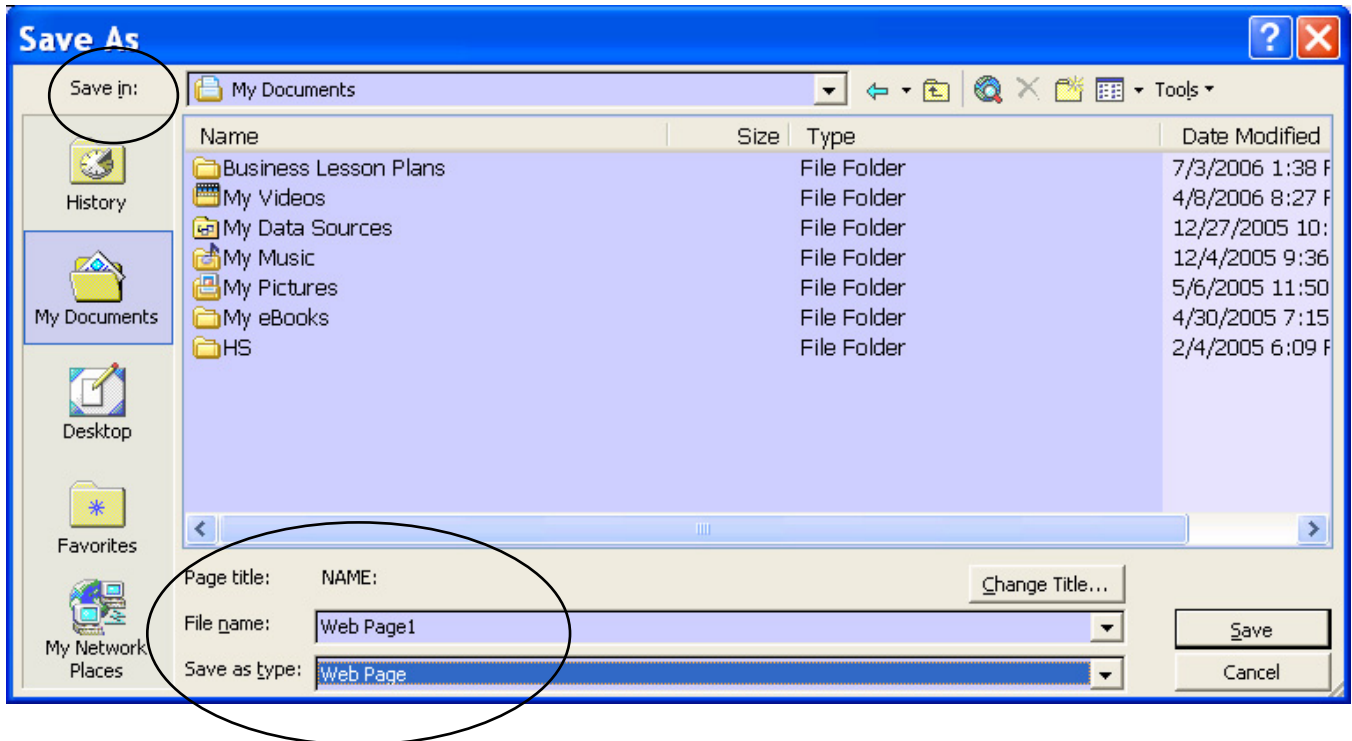 Save As
Save in: My Documents Tools
Name Size Type Date Modified
Business Lesson Plans File Folder 7/3/2006 1:38
My Videos File Folder 4/8/2006 8:27
My Data Sources File Folder 12/27/2005 10:
My Music File Folder 12/4/2005 9:36
My Pictures File Folder 5/6/2005 11:50
My eBooks File Folder 4/30/2005 7:15
HS File Folder 2/4/2005 6:09
History
My Documents
Desktop
Favorites
My Network
Places
Page title: NAME: Change Title...
File name: Web Page1 Save
Save as type: Web Page Cancel